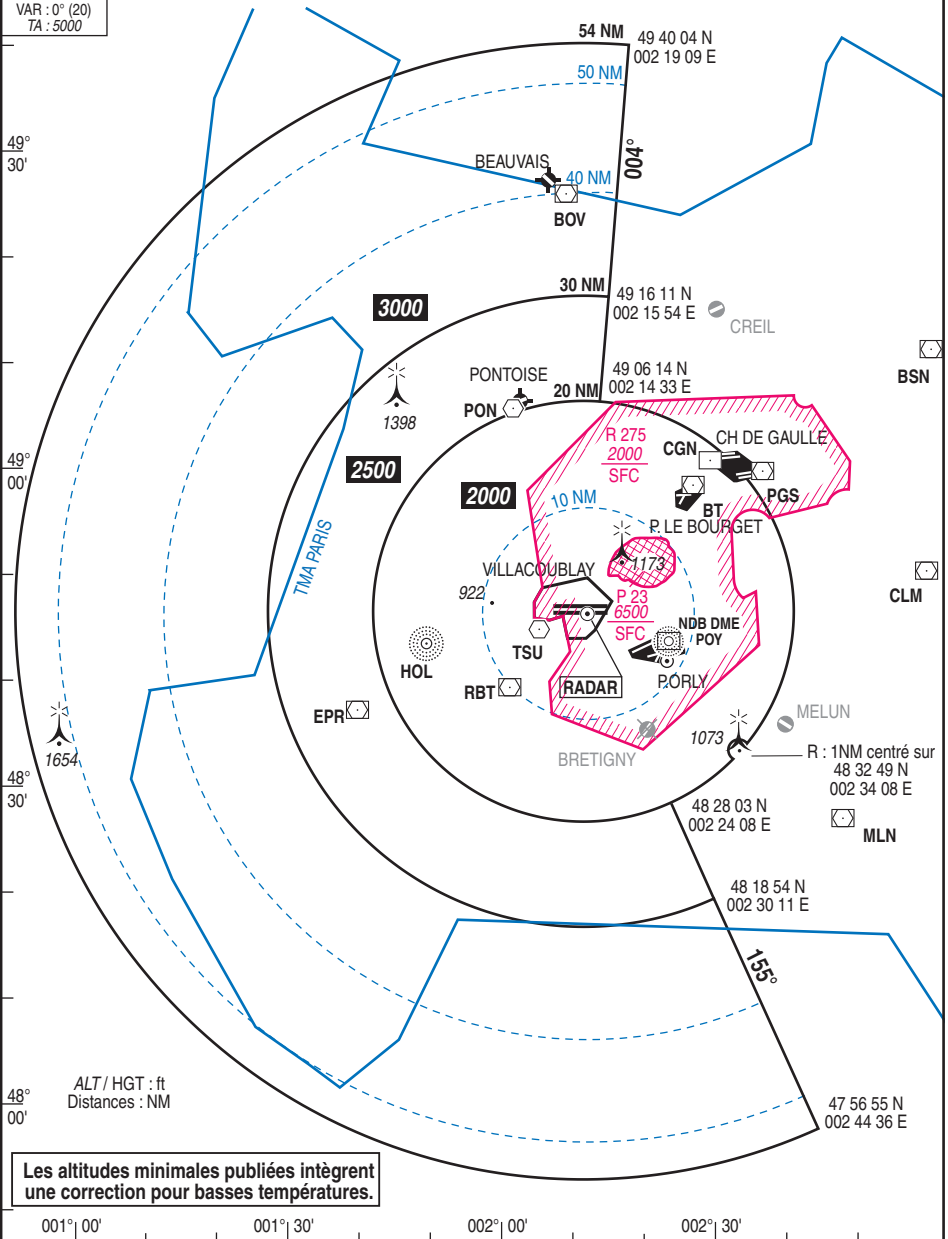 VAR : 0° (20)
TA : 5000
54 NM
49 40 04 N
002 19 09 E
50 NM
004°
49°
30'
BEAUVAIS
40 NM
BOV
30 NM
49 16 11 N
002 15 54 E
3000
CREIL
BSN
1398
PONTOISE
PON
20 NM
49 06 14 N
002 14 33 E
R 275
2000
SFC
CGN
CH DE GAULLE
PGS
BT
49°
00'
2500
2000
10 NM
P. LE BOURGET
TMA PARIS
VILLACOUBLAY
1173
922
P 23
6500
SFC
CLM
NDB DME
POY
TSU
HOL
RBT
RADAR
P.ORLY
EPR
1654
MELUN
1073
BRETIGNY
R : 1NM centré sur
48 32 49 N
002 34 08 E
48°
30'
48 28 03 N
002 24 08 E
MLN
48 18 54 N
002 30 11 E
155°
ALT / HGT : ft
Distances : NM
48°
00'
47 56 55 N
002 44 36 E
Les altitudes minimales publiées intègrent
une correction pour basses températures.
001° 00'
001° 30'
002° 00'
002° 30'